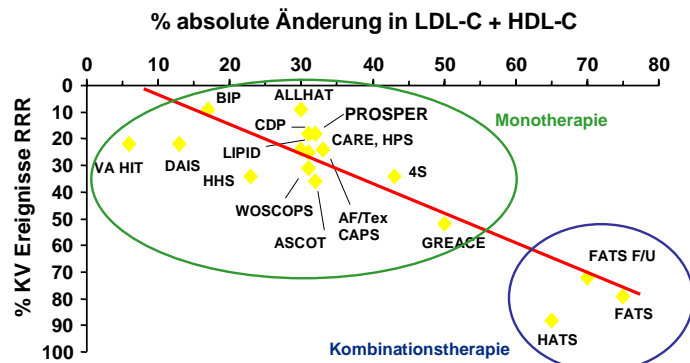 % absolute Änderung in LDL-C + HDL-C
0 10 20 30 40 50 60 70 80
% KV Ereignisse RRR
0
10
20
30
40
50
60
70
80
90
100
BIP
ALLHAT
CDP
PROSPER
Monotherapie
LIPID
CARE, HPS
VA HIT
DAIS
HHS
4S
WOSCOPS
AF/Tex
CAPS
ASCOT
GREACE
FATS F/U
HATS
FATS
Kombinationstherapie